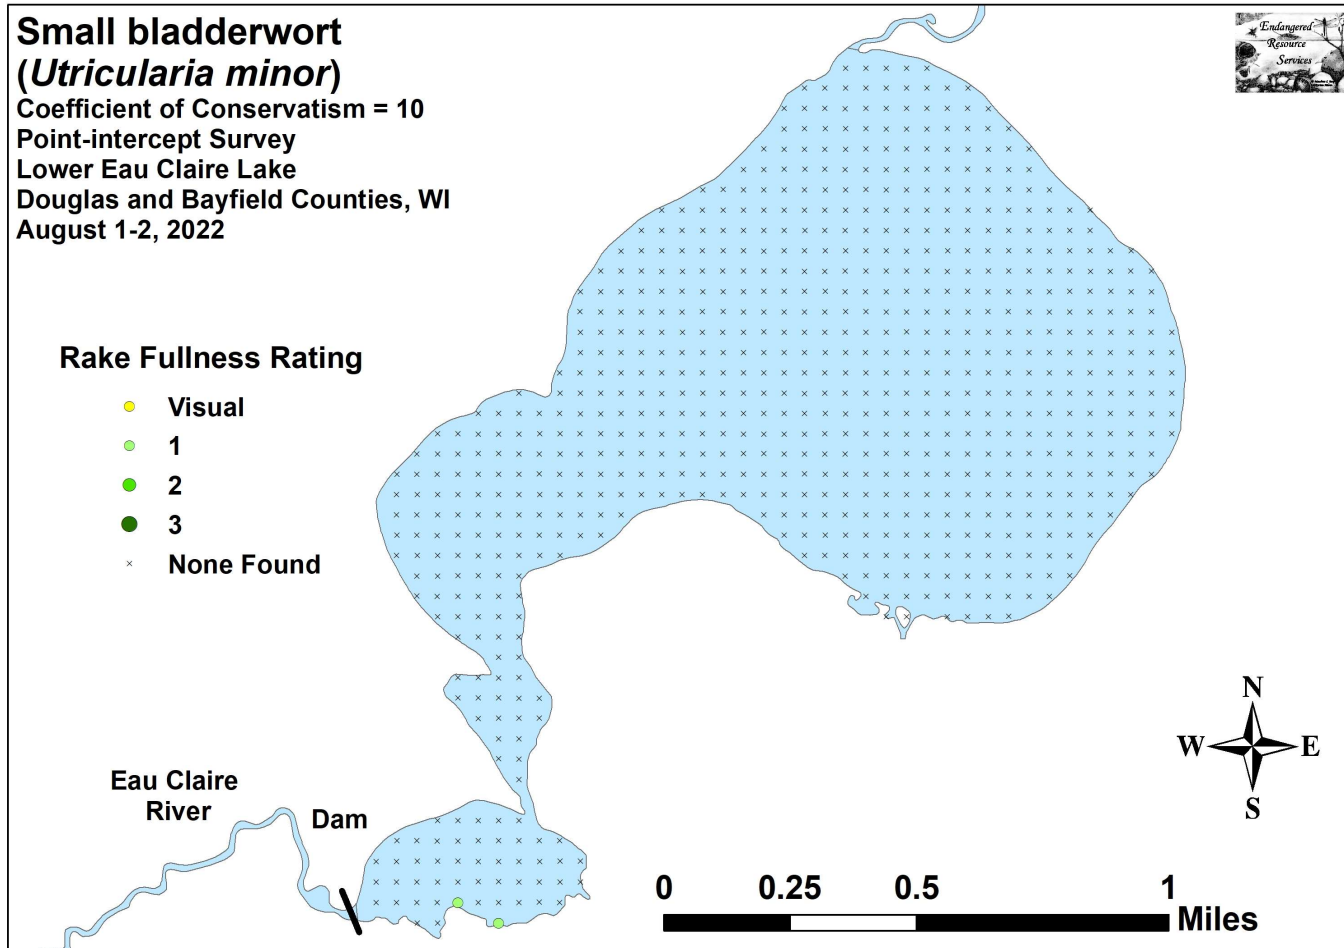 Small bladderwort
(Utricularia minor)
Coefficient of Conservatism = 10
Point-intercept Survey
Lower Eau Claire Lake
Douglas and Bayfield Counties, WI
August 1-2, 2022
Endangered
Resource
Services
Rake Fullness Rating
Visual
1
2
3
None Found
N
W E
S
Eau Claire
River
Dam
0 0.25 0.5 1
Miles